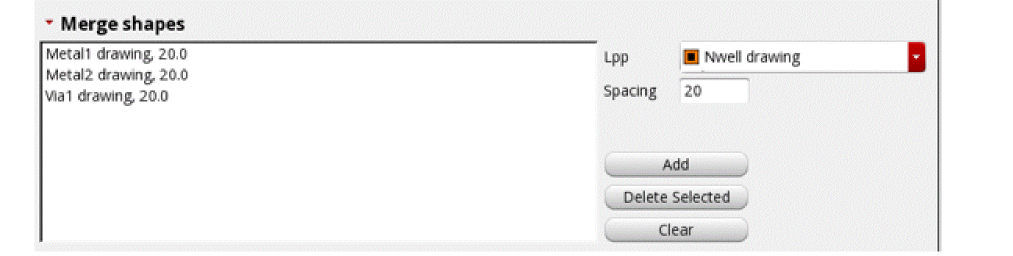 Merge shapes
Metal1 drawing, 20.0
Metal2 drawing, 20.0
Via1 drawing, 20.0
Lpp Nwell drawing
Spacing 20
Add
Delete Selected
Clear